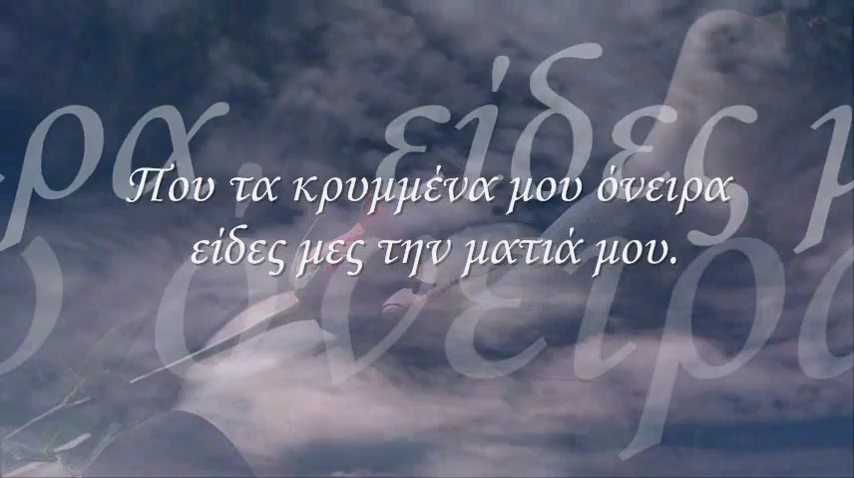 Που τα κρυμμένα μου όνειρα
είδες μες την ματιά μου.